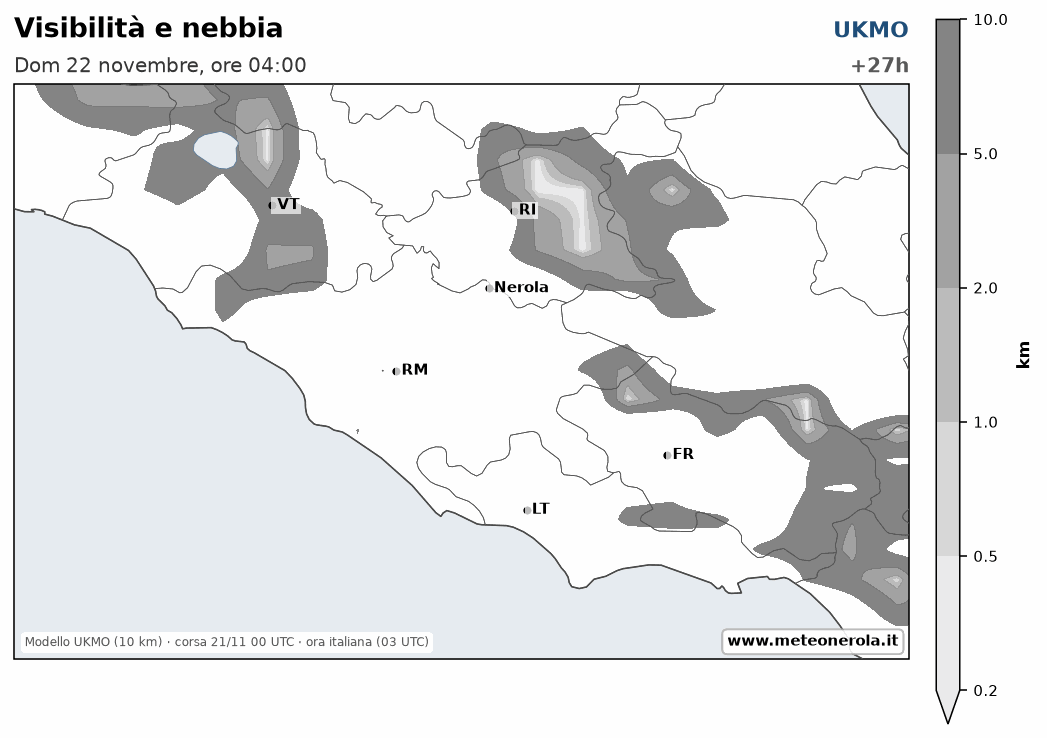 Visibilità e nebbia
UKMO
Dom 22 novembre, ore 04:00
+27h
10.0
5.0
2.0
1.0
0.5
0.2
km
VT
RI
Nerola
RM
FR
LT
Modello UKMO (10 km) · corsa 21/11 00 UTC · ora italiana (03 UTC)
www.meteonerola.it